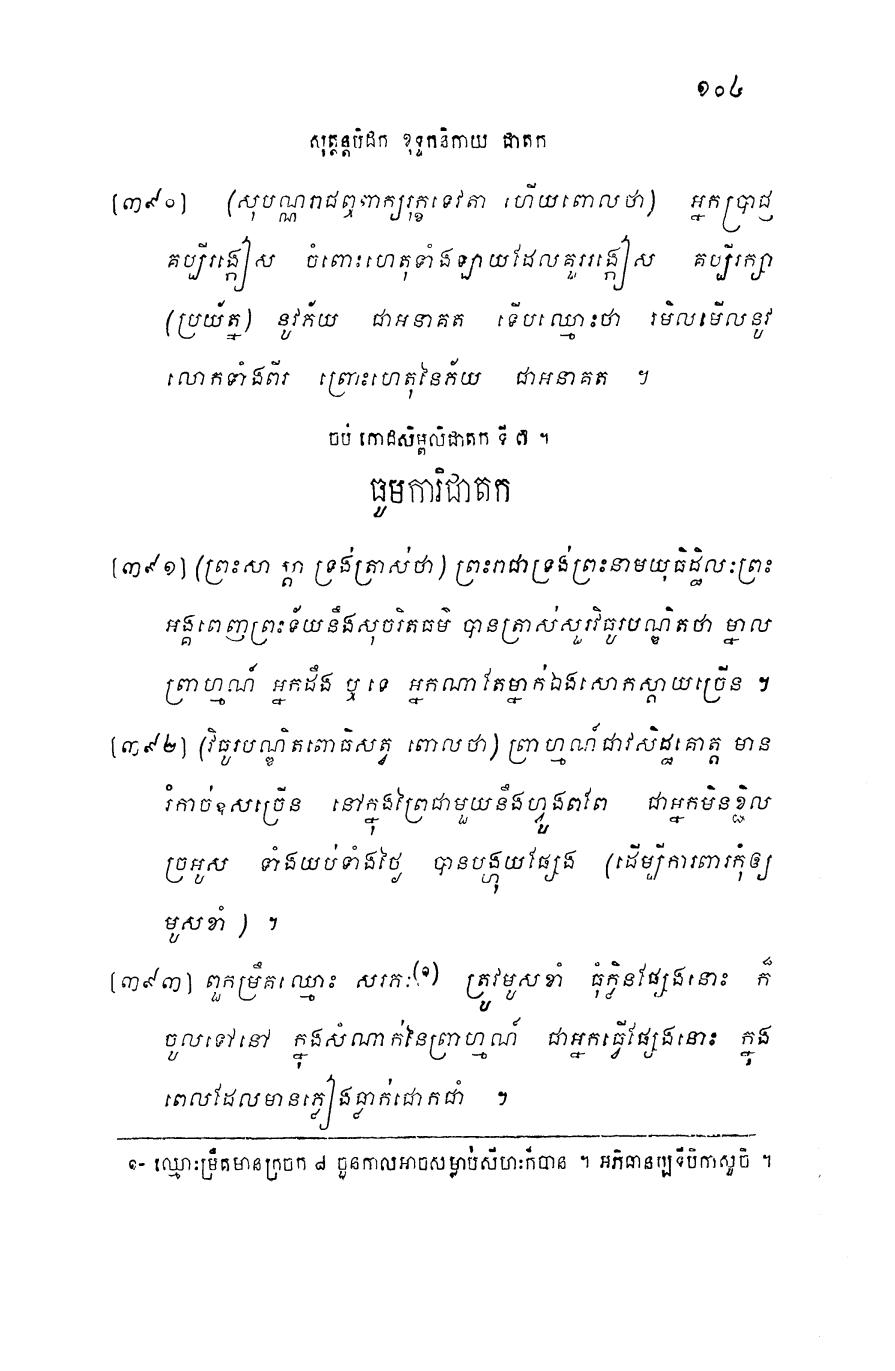 ១០៤
សុត្តន្តបិដក ខុទ្ទកនិកាយ ជាតក
[៣៩០] (សុបណ្ណរាជឮពាក្យរុក្ខទេវតា ហើយពោលថា) អ្នកប្រាជ្ញ
គប្បីរង្កៀស ចំពោះហេតុទាំងឡាយដែលគួររង្កៀស គប្បីរក្សា
(ប្រយ័ត្ន) នូវភ័យ ជាអនាគត ទើបឈ្មោះថា រមិលមើលនូវ
លោកទាំងពីរ ព្រោះហេតុនៃភ័យ ជាអនាគត ។
ចប់ កោដសិម្ពលិជាតក ទី ៧ ។
ធូមការិជាតក
[៣៩១] (ព្រះសាស្តា ទ្រង់ត្រាស់ថា) ព្រះរាជាទ្រង់ព្រះនាមយុធិដ្ឋិលៈព្រះ
អង្គពេញព្រះទ័យនឹងសុចរិតធម៌ បានត្រាស់សួរវិធូរបណ្ឌិតថា ម្នាល
ព្រាហ្មណ៍ អ្នកដឹង ឬ ទេ អ្នកណាតែម្នាក់ឯងសោកស្តាយច្រើន ។
[៣៩២] (វិធូរបណ្ឌិតពោធិសត្វ ពោលថា) ព្រាហ្មណ៍ជាវសិដ្ឋគោត្ត មាន
រំកាច់ឧសច្រើន នៅក្នុងព្រៃជាមួយនឹងហ្វូងពពែ ជាអ្នកមិនខ្ជិល
ច្រអូស ទាំងយប់ទាំងថ្ងៃ បានបង្ហុយផ្សែង (ដើម្បីការពារកុំឲ្យ
មូសខាំ ) ។
[៣៩៣] ពួកម្រឹគឈ្មោះ សរភៈ(១) ត្រូវមូសខាំ ធុំក្លិនផ្សែងនោះ ក៏
ចូលទៅនៅ ក្នុងសំណាក់នៃព្រាហ្មណ៍ ជាអ្នកធ្វើផ្សែងនោះ ក្នុង
ពេលដែលមានភ្លៀងធ្លាក់ជោកជាំ ។
១- ឈ្មោះម្រឹគមានក្រចក ៨ ជួនកាលអាចសម្លាប់សីហៈក៏បាន ។ អភិធានប្បទីបិកាសូចិ ។